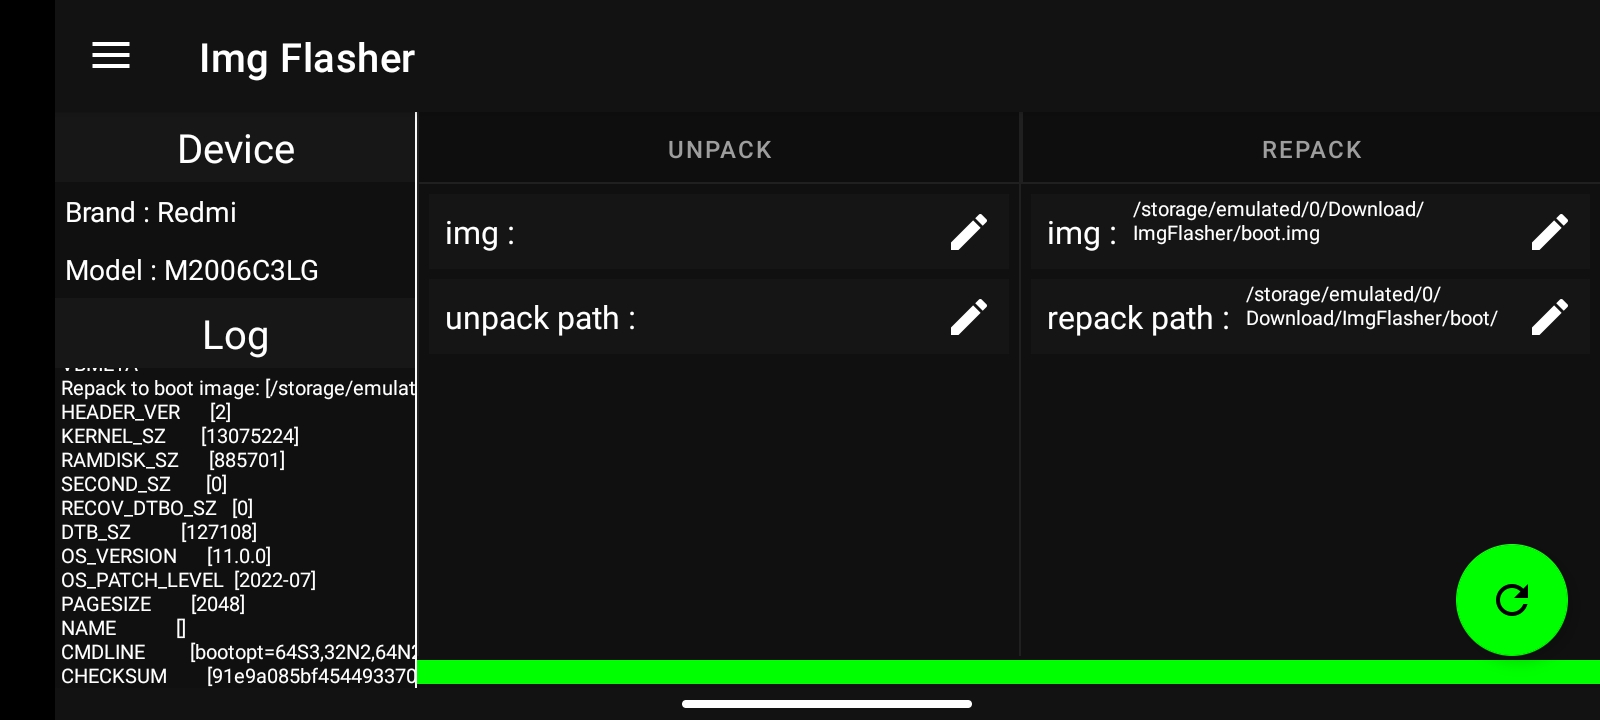 Img Flasher
Device
Brand : Redmi
Model : M2006C3LG
Log
VBMETA
Repack to boot image: [/storage/emulat
HEADER_VER [2]
KERNEL_SZ [13075224]
RAMDISK_SZ [885701]
SECOND_SZ [0]
RECOV_DTBO_SZ [0]
DTB_SZ [127108]
OS_VERSION [11.0.0]
OS_PATCH_LEVEL [2022-07]
PAGESIZE [2048]
NAME []
CMDLINE [bootopt=64S3,32N2,64N2
CHECKSUM [91e9a085bf454493370
UNPACK
img :
unpack path :
REPACK
img : /storage/emulated/0/Download/
ImgFlasher/boot.img
repack path : /storage/emulated/0/
Download/ImgFlasher/boot/